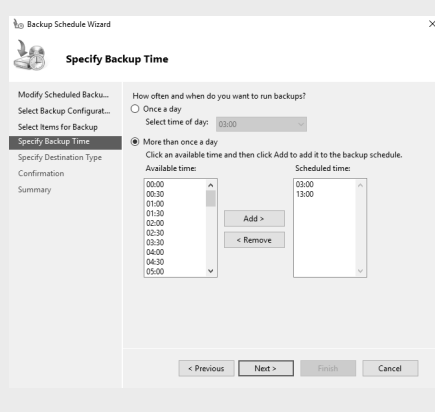 Backup Schedule Wizard
Specify Backup Time
Modify Scheduled Backu...
Select Backup Configurat...
Select Items for Backup
Specify Backup Time
Specify Destination Type
Confirmation
Summary
How often and when do you want to run backups?
Once a day
Select time of day: 03:00
More than once a day
Click an available time and then click Add to add it to the backup schedule.
Available time:
00:00
00:30
01:00
01:30
02:00
02:30
03:30
04:00
04:30
05:00
Add >
< Remove
Scheduled time:
03:00
13:00
< Previous
Next >
Finish
Cancel